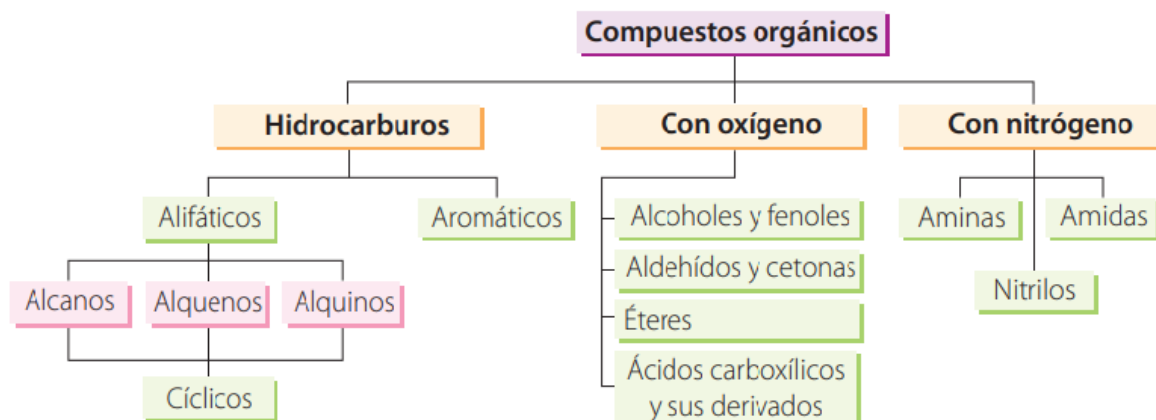 Compuestos orgánicos
Hidrocarburos
Con oxígeno
Con nitrógeno
Alifáticos
Aromáticos
Alcoholes y fenoles
Aminas
Amidas
Aldehídos y cetonas
Alcanos
Alquenos
Alquinos
Nitrilos
Éteres
Ácidos carboxílicos
y sus derivados
Cíclicos